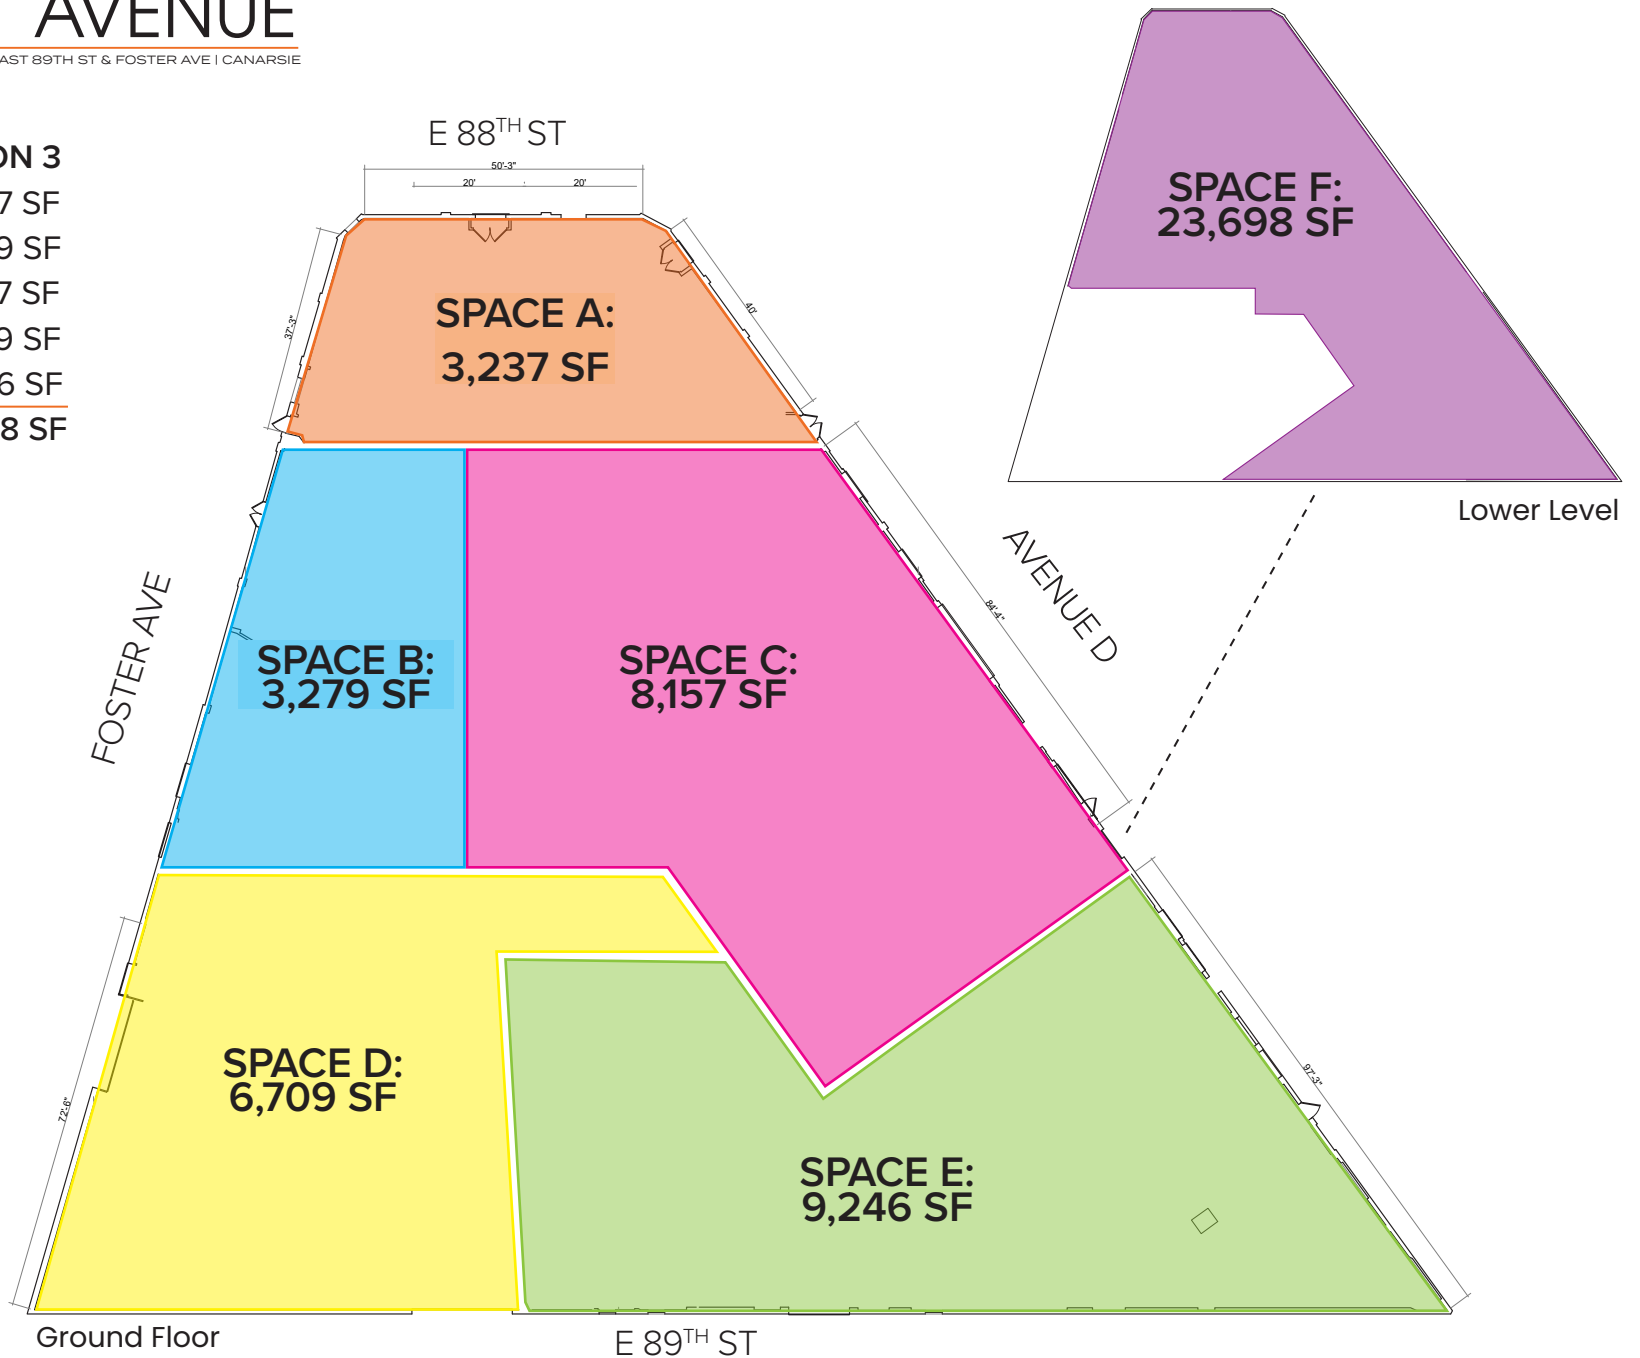 AVENUE
AST 89TH ST & FOSTER AVE | CANARSIE
ON 3
7 SF
9 SF
7 SF
9 SF
6 SF
8 SF
E 88TH ST
50'-3"
20'
20'
37'-3"
40'
SPACE A:
3,237 SF
SPACE F:
23,698 SF
Lower Level
FOSTER AVE
AVENUE D
84'-4"
SPACE B:
3,279 SF
SPACE C:
8,157 SF
72'-6"
SPACE D:
6,709 SF
97'-3"
SPACE E:
9,246 SF
Ground Floor
E 89TH ST